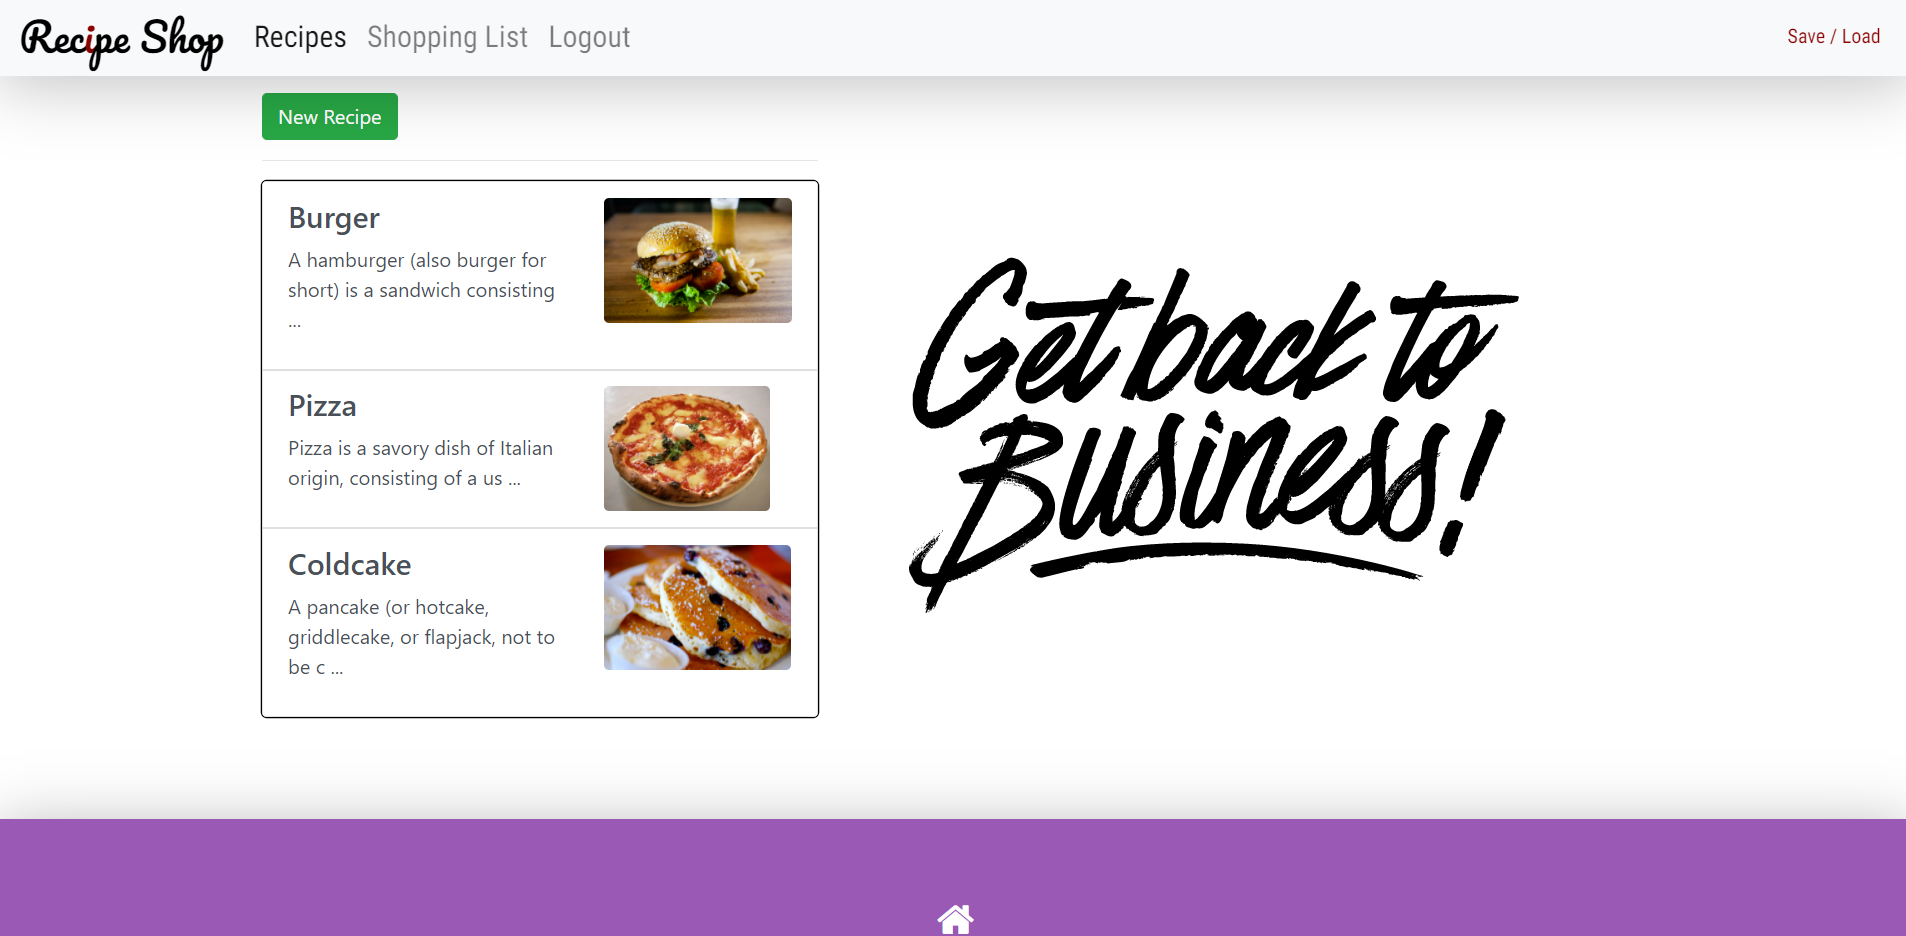 Recipe Shop
Recipes Shopping List Logout
Save / Load
New Recipe
Burger
A hamburger (also burger for
short) is a sandwich consisting
...
Pizza
Pizza is a savory dish of Italian
origin, consisting of a us ...
Coldcake
A pancake (or hotcake,
griddlecake, or flapjack, not to
be c ...
Get back to
Business!